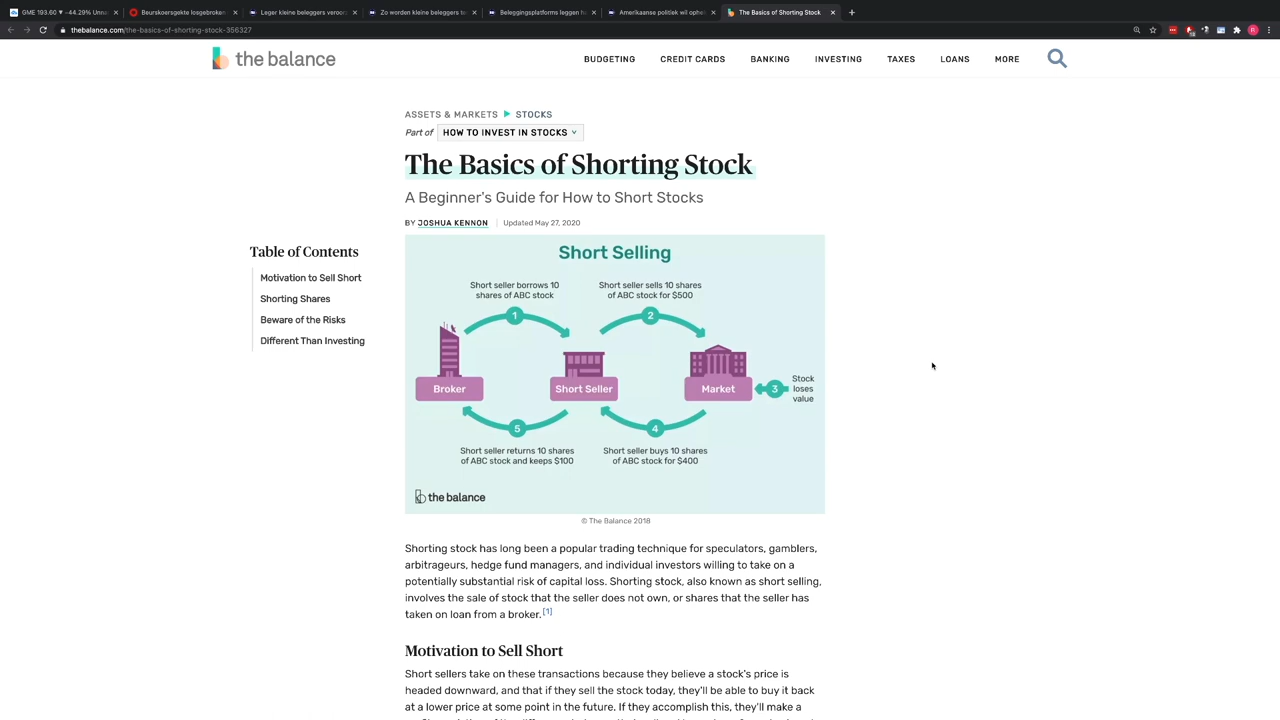 GME 193.60 ▼ −44.29% Unna
Beurskoersgekte losgebroken
Leger kleine beleggers veroor
Zo worden kleine beleggers te
Beleggingsplatforms leggen ha
Amerikaanse politiek wil ophel
The Basics of Shorting Stock
thebalance.com/the-basics-of-shorting-stock-356327
the balance
BUDGETING
CREDIT CARDS
BANKING
INVESTING
TAXES
LOANS
MORE
ASSETS & MARKETS
STOCKS
Part of HOW TO INVEST IN STOCKS
The Basics of Shorting Stock
A Beginner's Guide for How to Short Stocks
BY JOSHUA KENNON | Updated May 27, 2020
Table of Contents
Motivation to Sell Short
Shorting Shares
Beware of the Risks
Different Than Investing
Short Selling
Short seller borrows 10
shares of ABC stock
Short seller sells 10 shares
of ABC stock for $500
1
2
Broker
Short Seller
Market
3
Stock
loses
value
5
4
Short seller returns 10 shares
of ABC stock and keeps $100
Short seller buys 10 shares
of ABC stock for $400
the balance
© The Balance 2018
Shorting stock has long been a popular trading technique for speculators, gamblers,
arbitrageurs, hedge fund managers, and individual investors willing to take on a
potentially substantial risk of capital loss. Shorting stock, also known as short selling,
involves the sale of stock that the seller does not own, or shares that the seller has
taken on loan from a broker. [1]
Motivation to Sell Short
Short sellers take on these transactions because they believe a stock's price is
headed downward, and that if they sell the stock today, they'll be able to buy it back
at a lower price at some point in the future. If they accomplish this, they'll make a